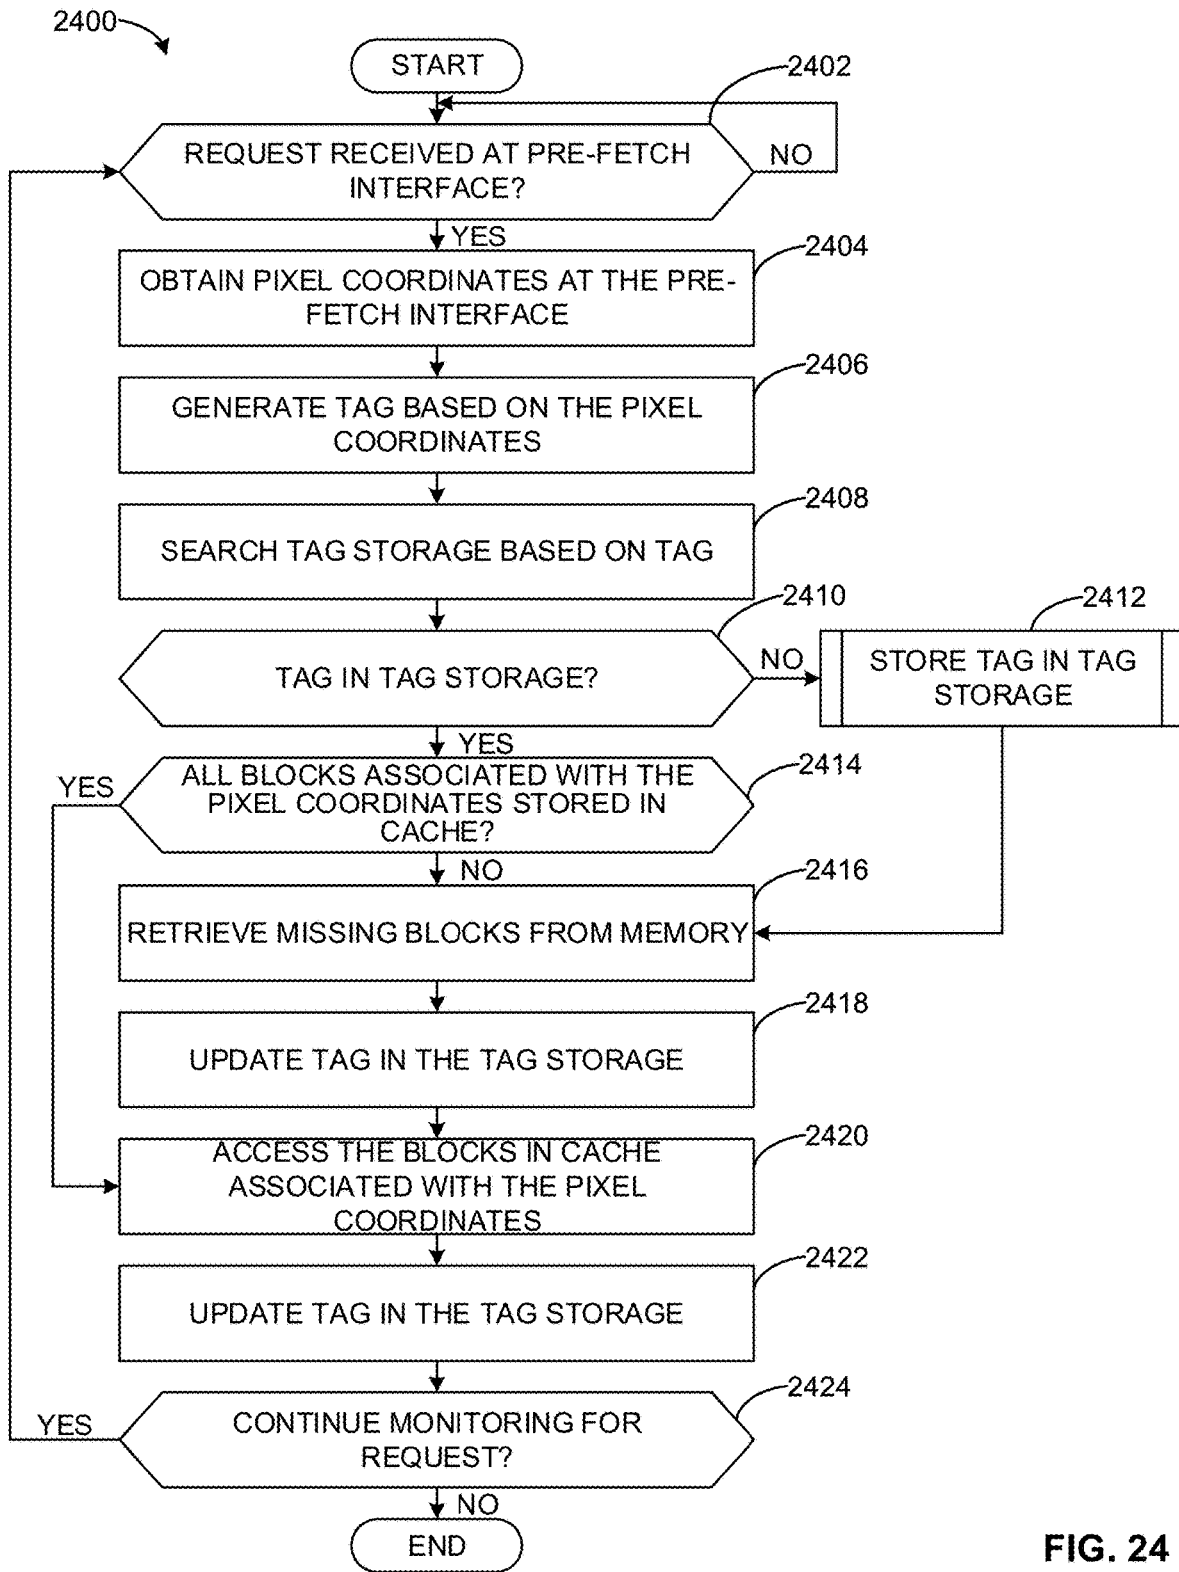 2400
START
2402
REQUEST RECEIVED AT PRE-FETCH
INTERFACE?
NO
YES
2404
OBTAIN PIXEL COORDINATES AT THE PRE-
FETCH INTERFACE
2406
GENERATE TAG BASED ON THE PIXEL
COORDINATES
2408
SEARCH TAG STORAGE BASED ON TAG
2410
TAG IN TAG STORAGE?
NO
2412
STORE TAG IN TAG
STORAGE
YES
2414
ALL BLOCKS ASSOCIATED WITH THE
PIXEL COORDINATES STORED IN
CACHE?
YES
NO
2416
RETRIEVE MISSING BLOCKS FROM MEMORY
2418
UPDATE TAG IN THE TAG STORAGE
2420
ACCESS THE BLOCKS IN CACHE
ASSOCIATED WITH THE PIXEL
COORDINATES
2422
UPDATE TAG IN THE TAG STORAGE
2424
CONTINUE MONITORING FOR
REQUEST?
YES
NO
END
FIG. 24